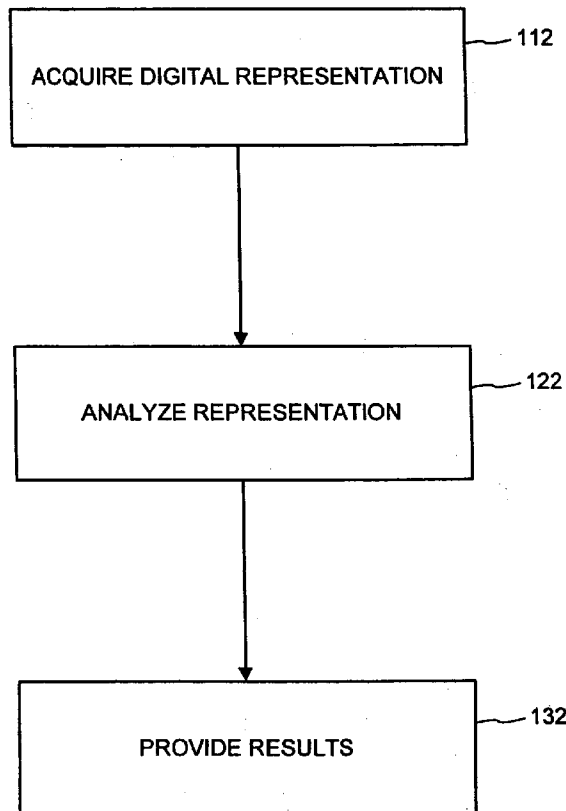 ACQUIRE DIGITAL REPRESENTATION
112
ANALYZE REPRESENTATION
122
PROVIDE RESULTS
132